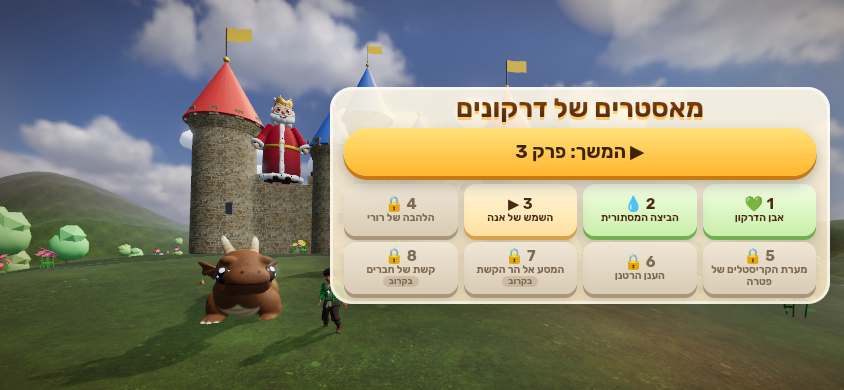 מאסטרים של דרקונים
▶ המשך: פרק 3
1 💚
אבן הדרקון
2 💧
הביצה המסתורית
3 ▶
השמש של אנה
4 🔒
הלהבה של רורי
5 🔒
מערת הקריסטלים של
פטרה
6 🔒
הענן הרטנן
7 🔒
המסע אל הר הקשת
בקרוב
8 🔒
קשת של חברים
בקרוב